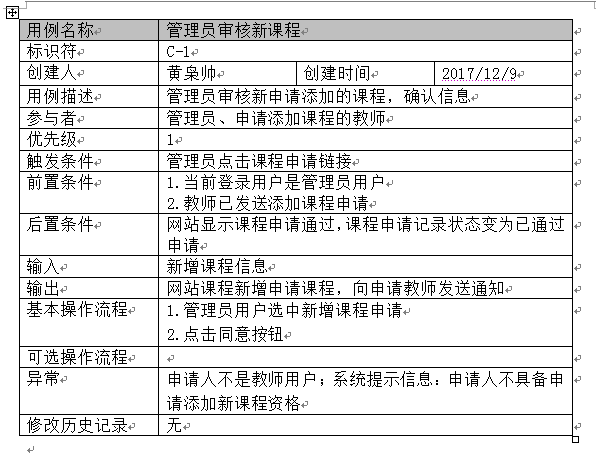 用例名称 管理员审核新课程
标识符 C-1
创建人 黄枭帅 创建时间 2017/12/9
用例描述 管理员审核新申请添加的课程，确认信息
参与者 管理员、申请添加课程的教师
优先级 1
触发条件 管理员点击课程申请链接
前置条件 1.当前登录用户是管理员用户
2.教师已发送添加课程申请
后置条件 网站显示课程申请通过，课程申请记录状态变为已通过
申请
输入 新增课程信息
输出 网站课程新增申请课程，向申请教师发送通知
基本操作流程 1.管理员用户选中新增课程申请
2.点击同意按钮
可选操作流程
异常 申请人不是教师用户；系统提示信息：申请人不具备申
请添加新课程资格
修改历史记录 无